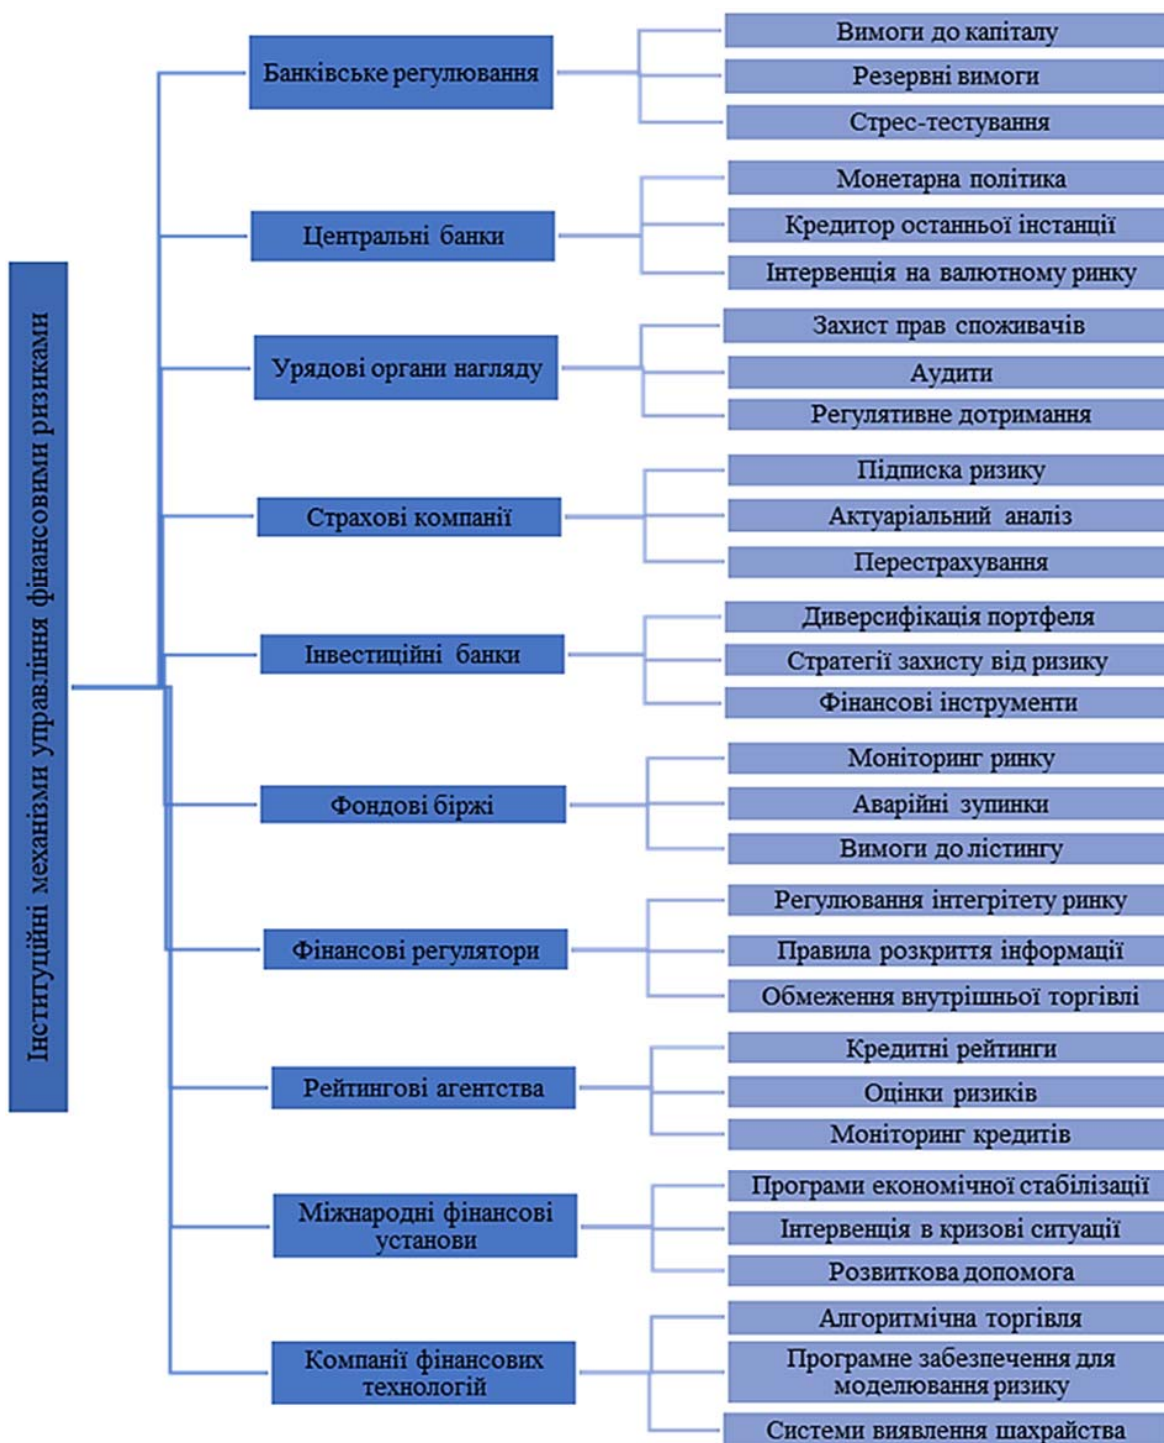 Інституційні механізми управління фінансовими ризиками
Банківське регулювання
Вимоги до капіталу
Резервні вимоги
Стрес-тестування
Центральні банки
Монетарна політика
Кредитор останньої інстанції
Інтервенція на валютному ринку
Урядові органи нагляду
Захист прав споживачів
Аудити
Регулятивне дотримання
Страхові компанії
Підписка ризику
Актуаріальний аналіз
Перестрахування
Інвестиційні банки
Диверсифікація портфеля
Стратегії захисту від ризику
Фінансові інструменти
Фондові біржі
Моніторинг ринку
Аварійні зупинки
Вимоги до лістингу
Фінансові регулятори
Регулювання інтегрітету ринку
Правила розкриття інформації
Обмеження внутрішньої торгівлі
Рейтингові агентства
Кредитні рейтинги
Оцінки ризиків
Моніторинг кредитів
Міжнародні фінансові
установи
Програми економічної стабілізації
Інтервенція в кризові ситуації
Розвиткова допомога
Компанії фінансових
технологій
Алгоритмічна торгівля
Програмне забезпечення для
моделювання ризику
Системи виявлення шахрайства